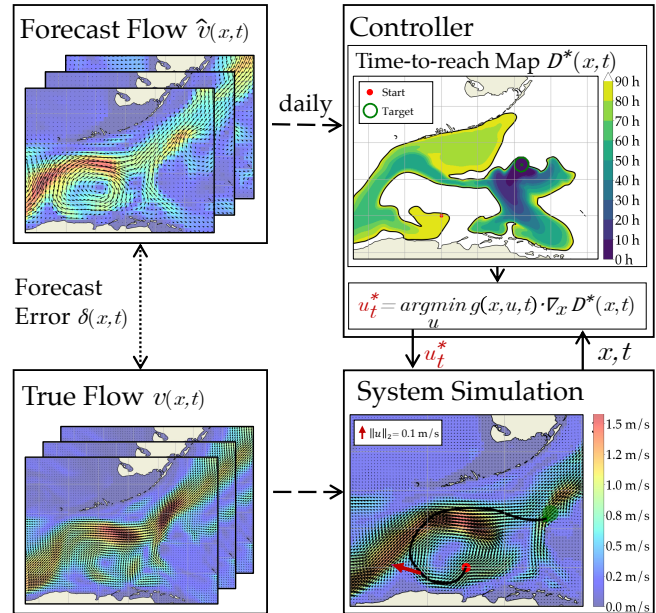 Forecast Flow v̂(x,t)
daily
Controller
Time-to-reach Map D*(x,t)
Start
Target
90 h
80 h
70 h
60 h
50 h
40 h
30 h
20 h
10 h
0 h
u*t = argmin g(x,u,t)·∇x D*(x,t)
u
Forecast
Error δ(x,t)
u*t
x,t
True Flow v(x,t)
System Simulation
‖u‖2 = 0.1 m/s
1.5 m/s
1.2 m/s
1.0 m/s
0.8 m/s
0.5 m/s
0.2 m/s
0.0 m/s